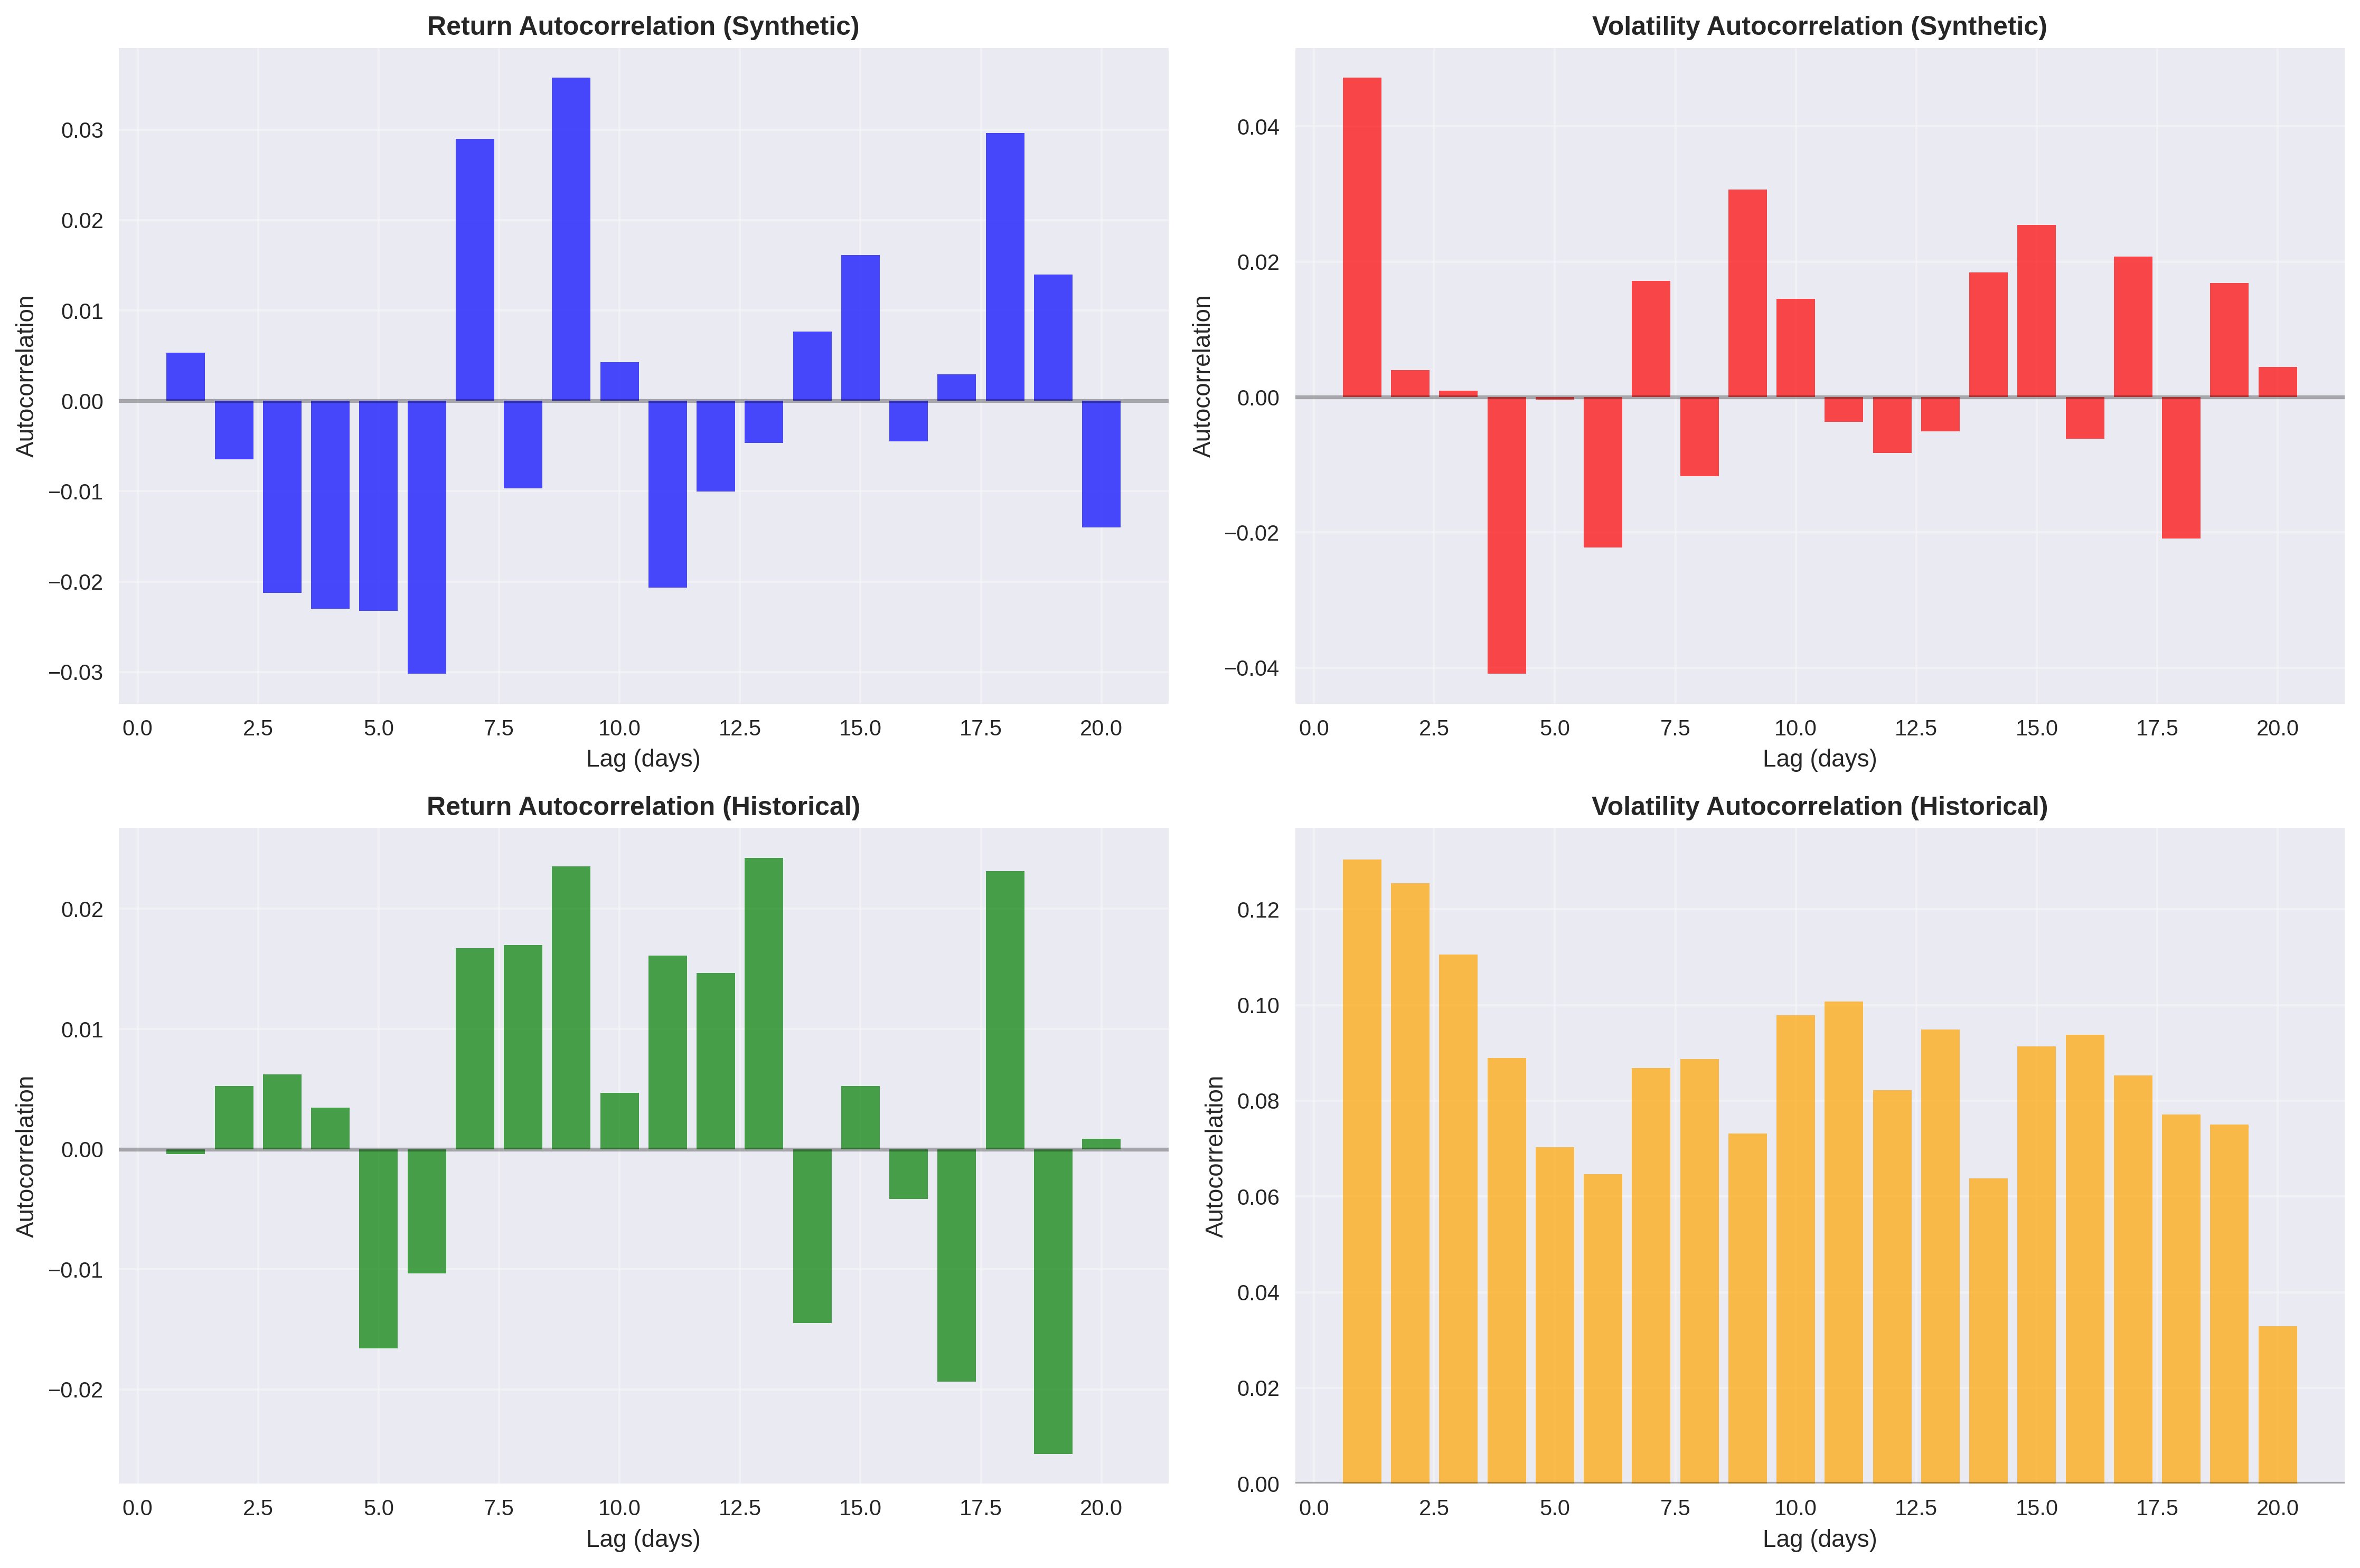 Return Autocorrelation (Synthetic)
Autocorrelation
0.03
0.02
0.01
0.00
−0.01
−0.02
−0.03
0.0 2.5 5.0 7.5 10.0 12.5 15.0 17.5 20.0
Lag (days)
Volatility Autocorrelation (Synthetic)
Autocorrelation
0.04
0.02
0.00
−0.02
−0.04
0.0 2.5 5.0 7.5 10.0 12.5 15.0 17.5 20.0
Lag (days)
Return Autocorrelation (Historical)
Autocorrelation
0.02
0.01
0.00
−0.01
−0.02
0.0 2.5 5.0 7.5 10.0 12.5 15.0 17.5 20.0
Lag (days)
Volatility Autocorrelation (Historical)
Autocorrelation
0.12
0.10
0.08
0.06
0.04
0.02
0.00
0.0 2.5 5.0 7.5 10.0 12.5 15.0 17.5 20.0
Lag (days)